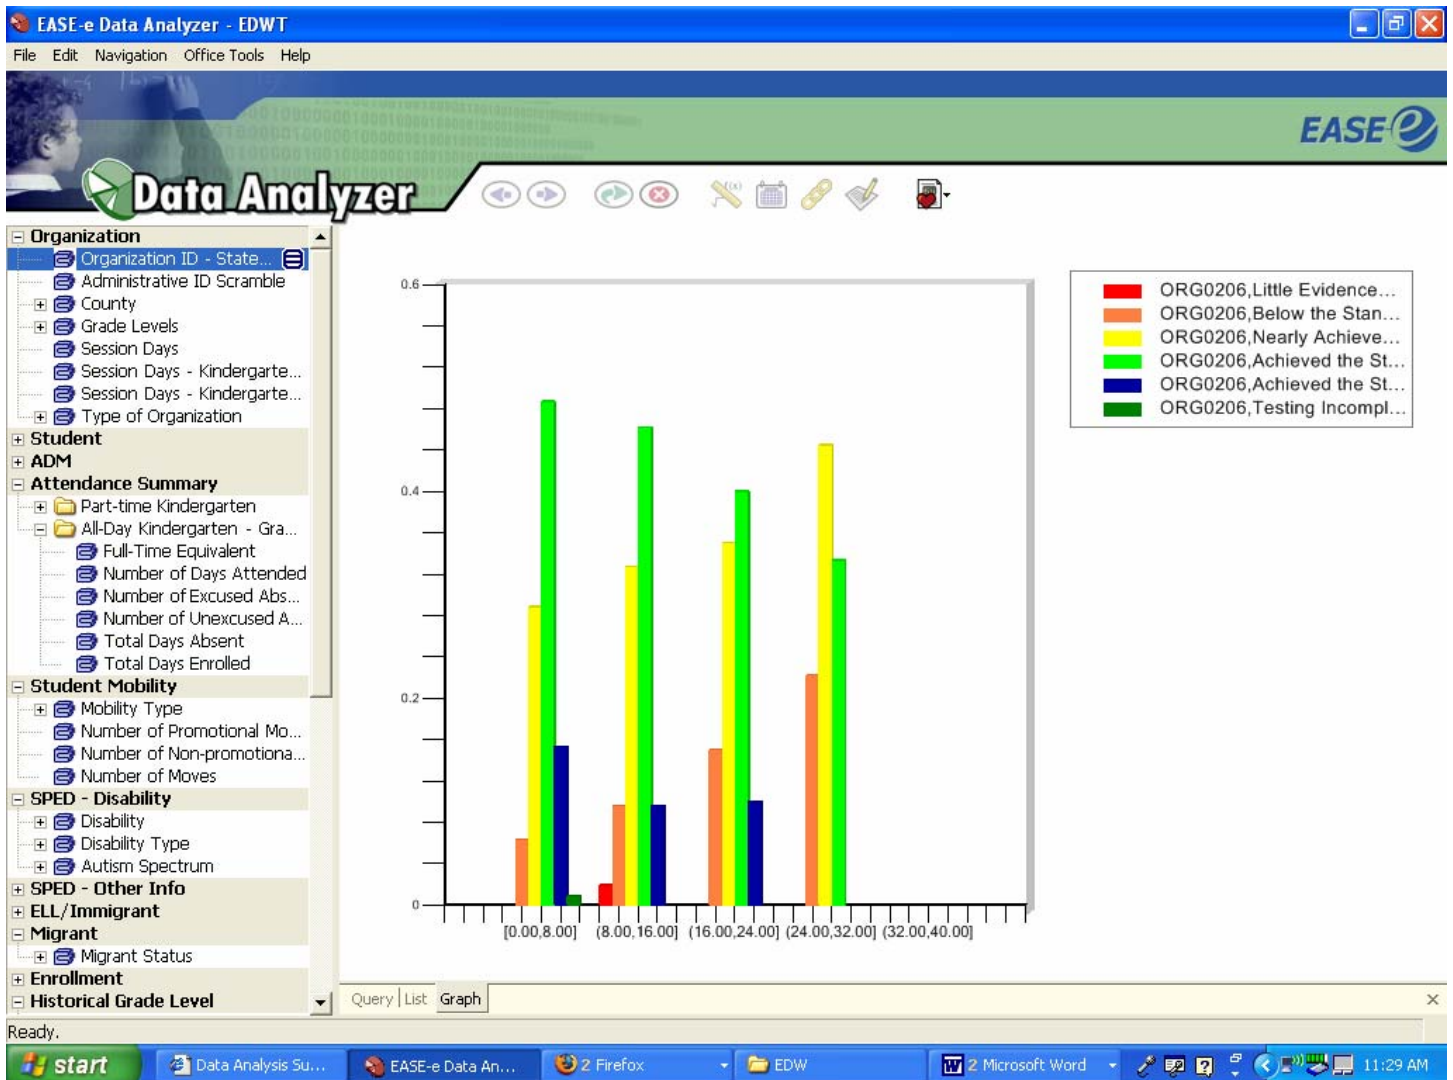 EASE-e Data Analyzer - EDWT
File Edit Navigation Office Tools Help
EASE-e
Data Analyzer
Organization
Organization ID - State...
Administrative ID Scramble
County
Grade Levels
Session Days
Session Days - Kindergarte...
Session Days - Kindergarte...
Type of Organization
Student
ADM
Attendance Summary
Part-time Kindergarten
All-Day Kindergarten - Gra...
Full-Time Equivalent
Number of Days Attended
Number of Excused Abs...
Number of Unexcused A...
Total Days Absent
Total Days Enrolled
Student Mobility
Mobility Type
Number of Promotional Mo...
Number of Non-promotiona...
Number of Moves
SPED - Disability
Disability
Disability Type
Autism Spectrum
SPED - Other Info
ELL/Immigrant
Migrant
Migrant Status
Enrollment
Historical Grade Level
0.6
0.4
0.2
0
[0.00,8.00] (8.00,16.00] (16.00,24.00] (24.00,32.00] (32.00,40.00]
ORG0206,Little Evidence...
ORG0206,Below the Stan...
ORG0206,Nearly Achieve...
ORG0206,Achieved the St...
ORG0206,Achieved the St...
ORG0206,Testing Incompl...
Query List Graph
Ready.
start Data Analysis Su... EASE-e Data An... 2 Firefox EDW 2 Microsoft Word 11:29 AM